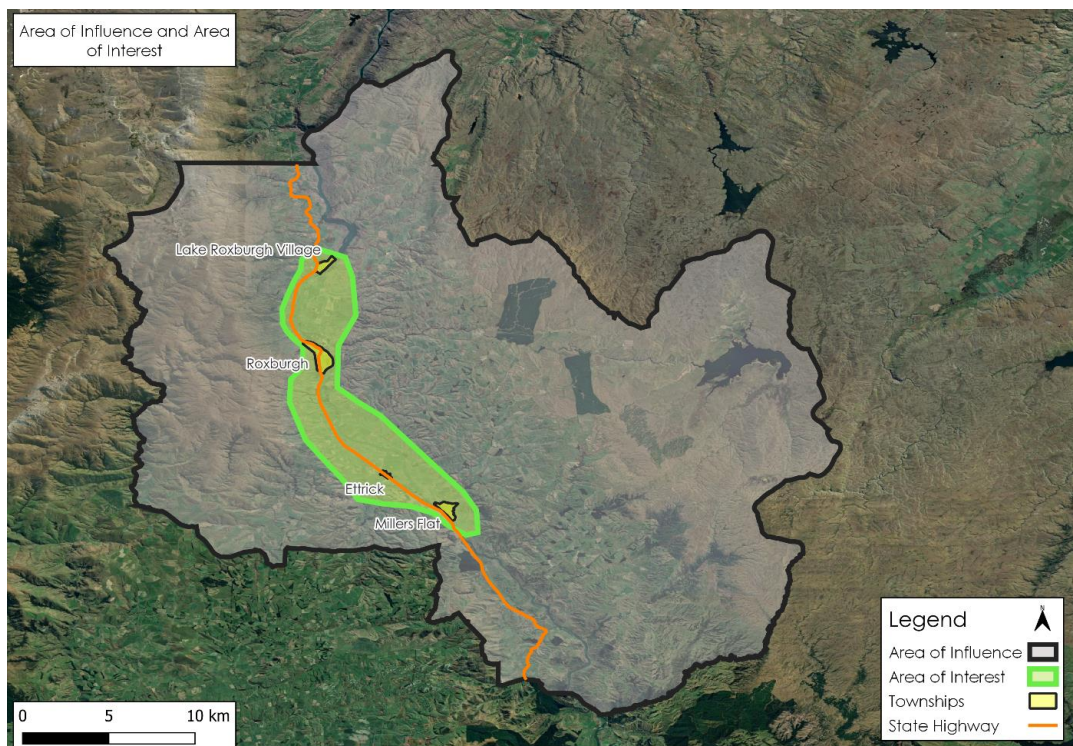 Area of Influence and Area
of Interest
Lake Roxburgh Village
Roxburgh
Ettrick
Millers Flat
Legend
N
Area of Influence
Area of Interest
Townships
State Highway
0 5 10 km